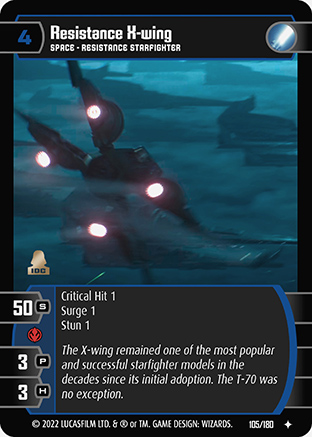 4
Resistance X-wing
SPACE - RESISTANCE STARFIGHTER
IDC
50 S
Critical Hit 1
Surge 1
Stun 1
3 P
3 H
The X-wing remained one of the most popular
and successful starfighter models in the
decades since its initial adoption. The T-70 was
no exception.
© 2022 LUCASFILM LTD. & ® or TM. GAME DESIGN: WIZARDS.
105/180